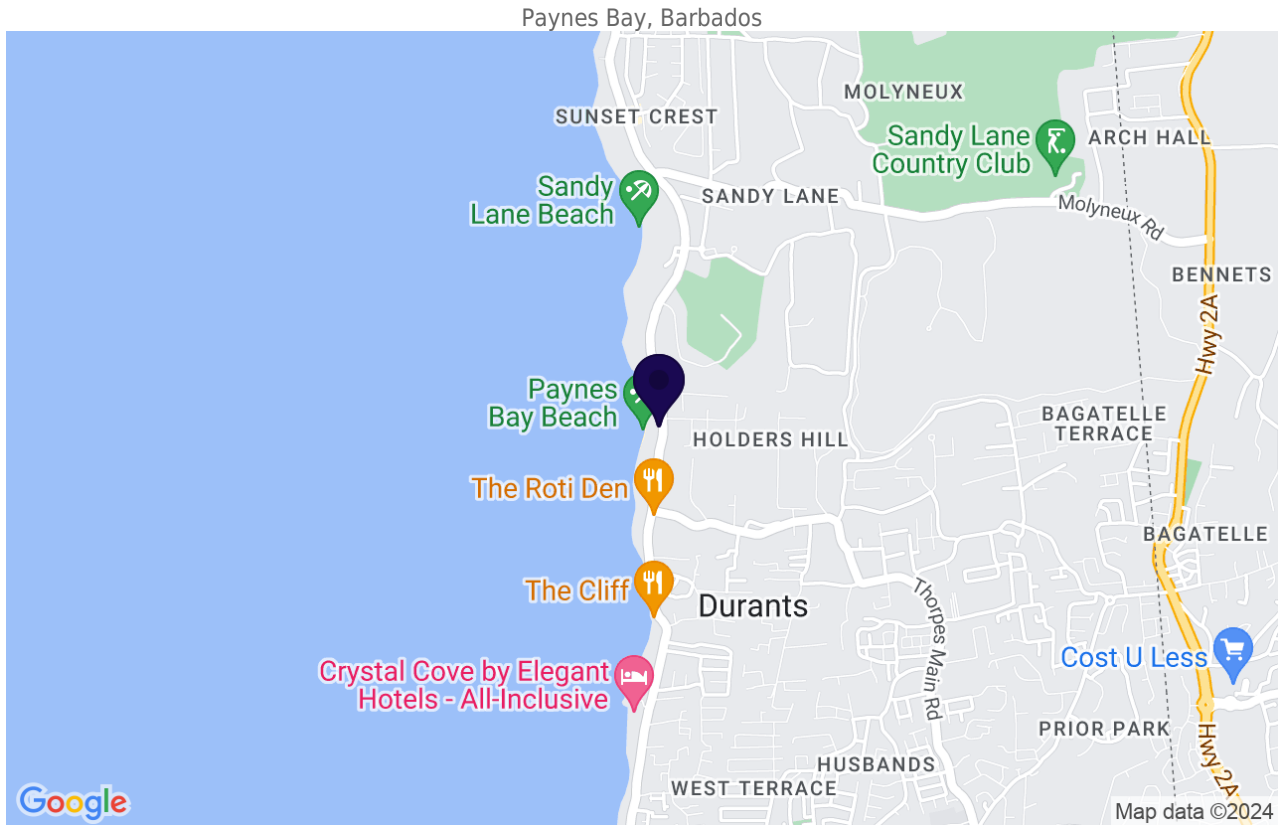 Paynes Bay, Barbados
MOLYNEUX
SUNSET CREST
Sandy Lane
Country Club
ARCH HALL
Sandy
Lane Beach
SANDY LANE
Molyneux Rd
BENNETS
Hwy 2A
Paynes
Bay Beach
HOLDERS HILL
BAGATELLE
TERRACE
The Roti Den
BAGATELLE
The Cliff
Durants
Thorpes Main Rd
Cost U Less
Crystal Cove by Elegant
Hotels - All-Inclusive
PRIOR PARK
Hwy 2A
HUSBANDS
WEST TERRACE
Google
Map data ©2024